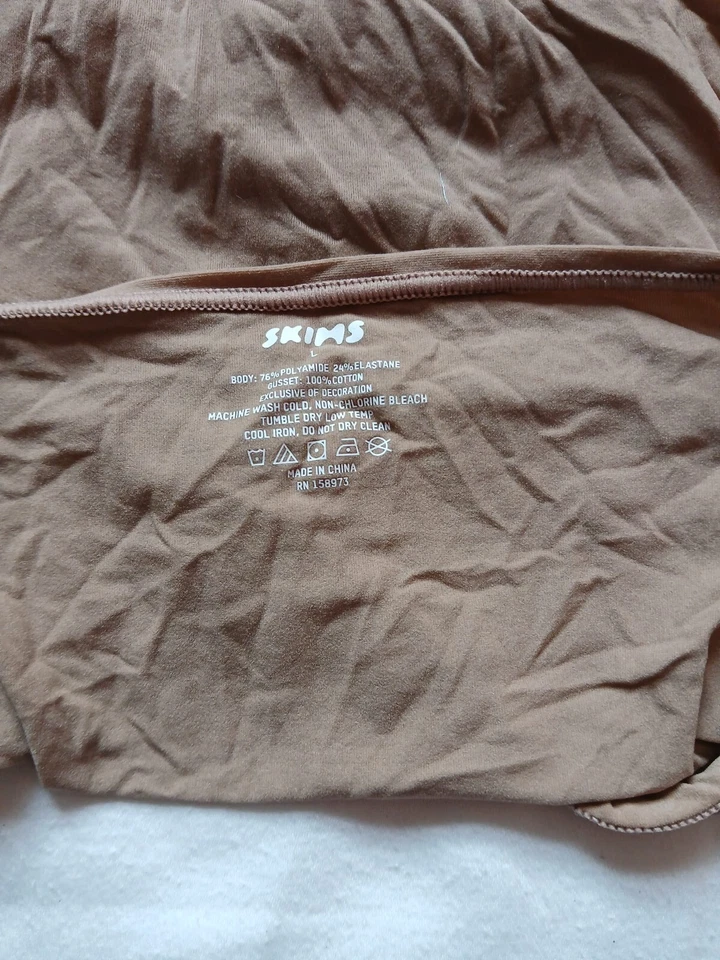 SKIMS
L
BODY: 76% POLYAMIDE 24% ELASTANE
GUSSET: 100% COTTON
EXCLUSIVE OF DECORATION
MACHINE WASH COLD, NON-CHLORINE BLEACH
TUMBLE DRY LOW TEMP
COOL IRON, DO NOT DRY CLEAN
MADE IN CHINA
RN 158973